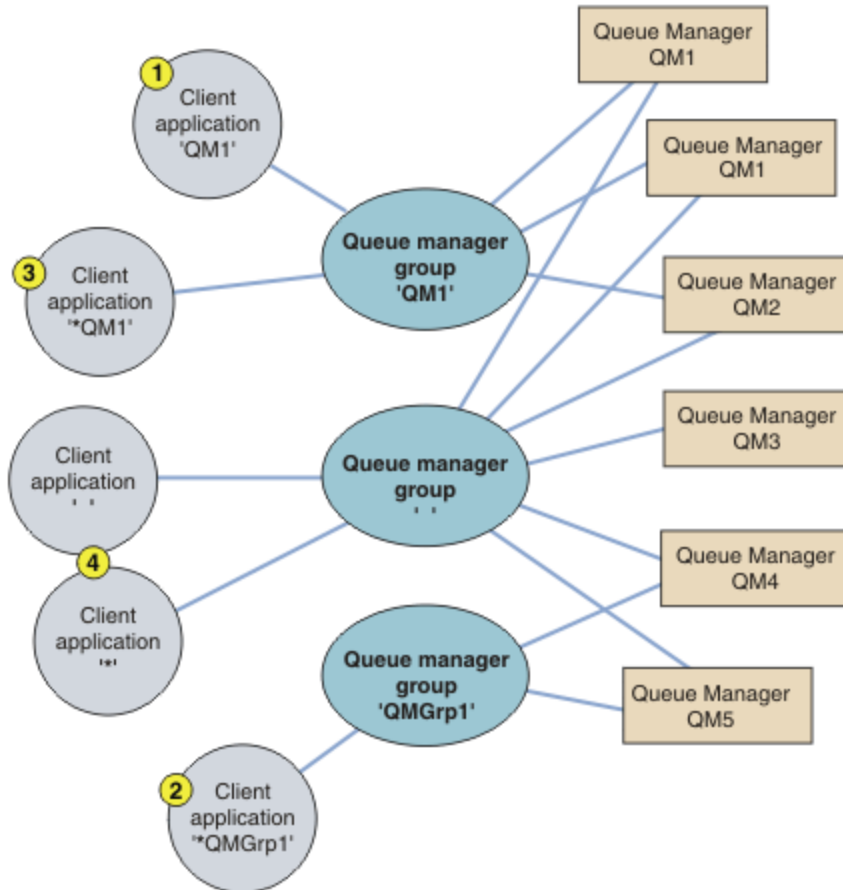 Queue Manager
QM1
1
Client
application
'QM1'
Queue Manager
QM1
Queue manager
group
'QM1'
3
Client
application
'*QM1'
Queue Manager
QM2
Queue Manager
QM3
Client
application
' '
Queue manager
group
' '
4
Client
application
'*'
Queue Manager
QM4
Queue manager
group
'QMGrp1'
Queue Manager
QM5
2
Client
application
'*QMGrp1'